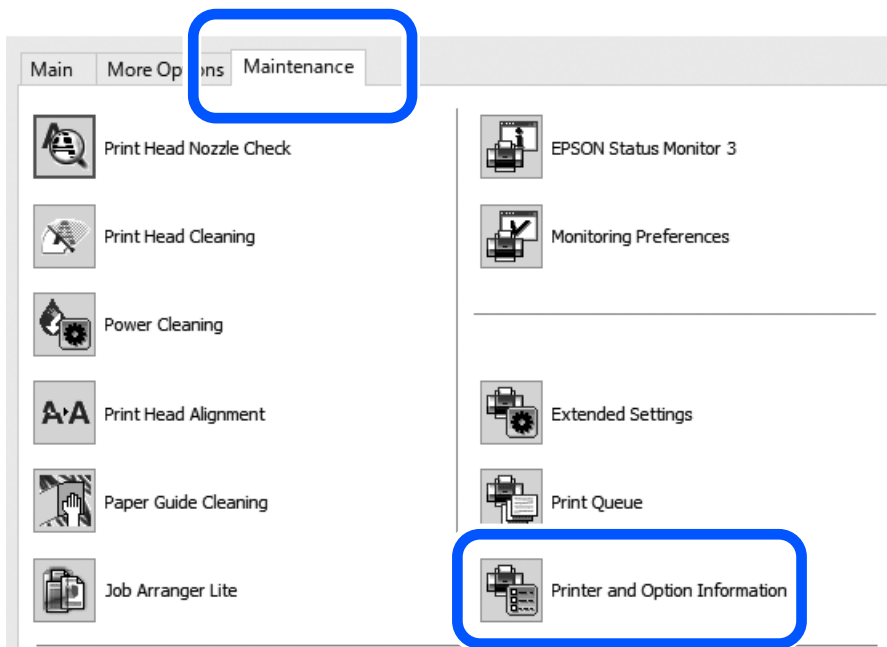 Main
More Options
Maintenance
Print Head Nozzle Check
Print Head Cleaning
Power Cleaning
A›A
Print Head Alignment
Paper Guide Cleaning
Job Arranger Lite
EPSON Status Monitor 3
Monitoring Preferences
Extended Settings
Print Queue
Printer and Option Information